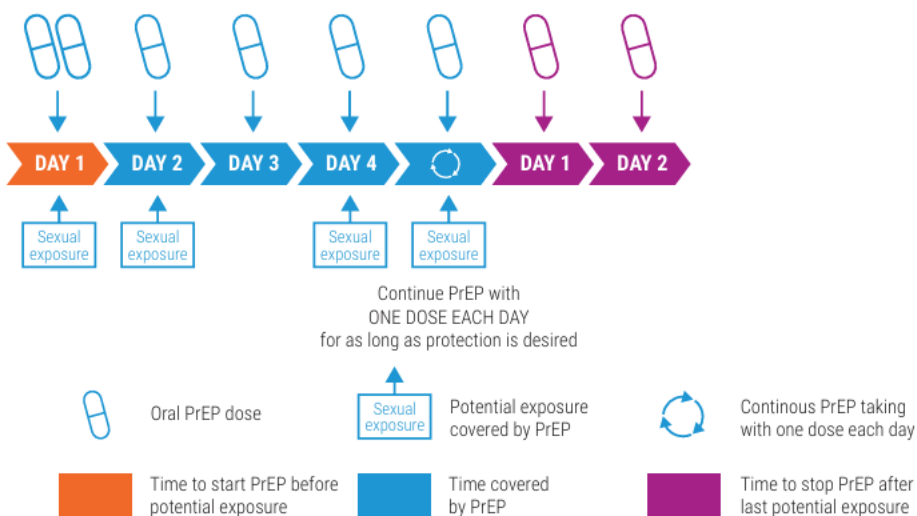 DAY 1
DAY 2
DAY 3
DAY 4
DAY 1
DAY 2
Sexual
exposure
Sexual
exposure
Sexual
exposure
Sexual
exposure
Continue PrEP with
ONE DOSE EACH DAY
for as long as protection is desired
Oral PrEP dose
Sexual
exposure
Potential exposure
covered by PrEP
Continous PrEP taking
with one dose each day
Time to start PrEP before
potential exposure
Time covered
by PrEP
Time to stop PrEP after
last potential exposure